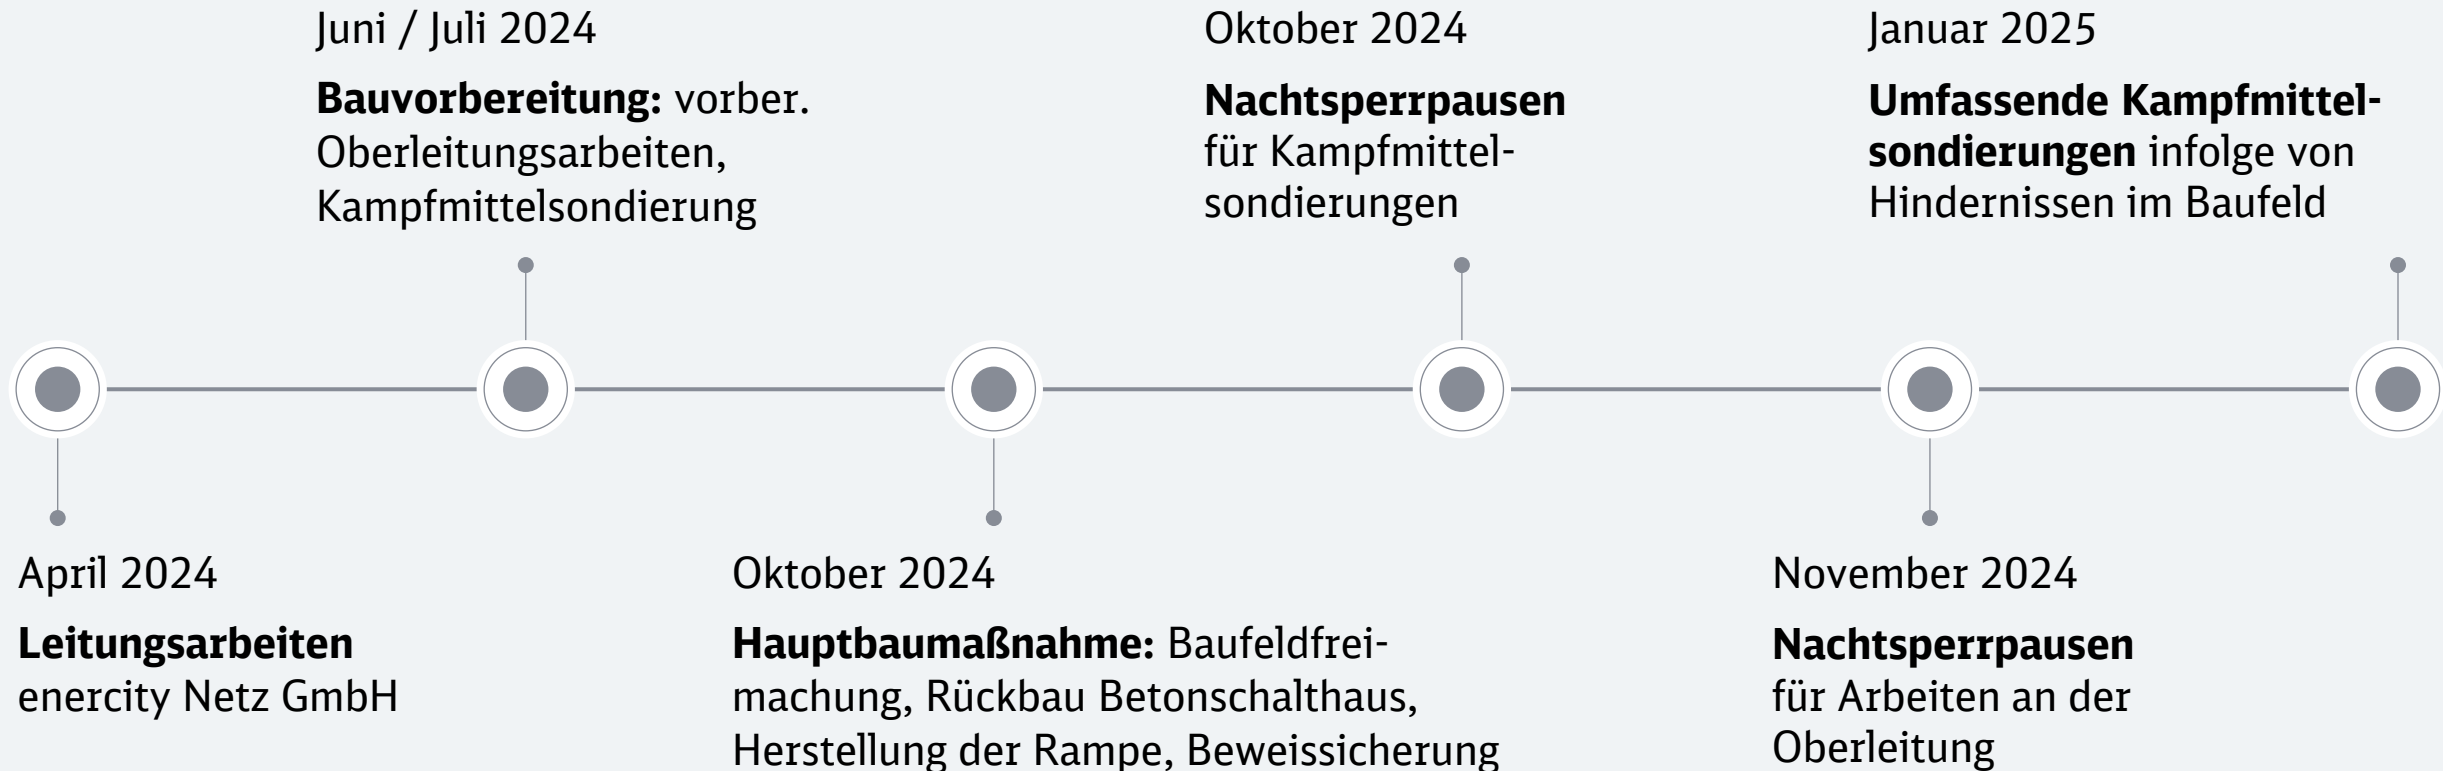 Juni / Juli 2024
Bauvorbereitung: vorber.
Oberleitungsarbeiten,
Kampfmittelsondierung
Oktober 2024
Nachtsperrpausen
für Kampfmittel-
sondierungen
Januar 2025
Umfassende Kampfmittel-
sondierungen infolge von
Hindernissen im Baufeld
April 2024
Leitungsarbeiten
enercity Netz GmbH
Oktober 2024
Hauptbaumaßnahme: Baufeldfrei-
machung, Rückbau Betonschalthaus,
Herstellung der Rampe, Beweissicherung
November 2024
Nachtsperrpausen
für Arbeiten an der
Oberleitung